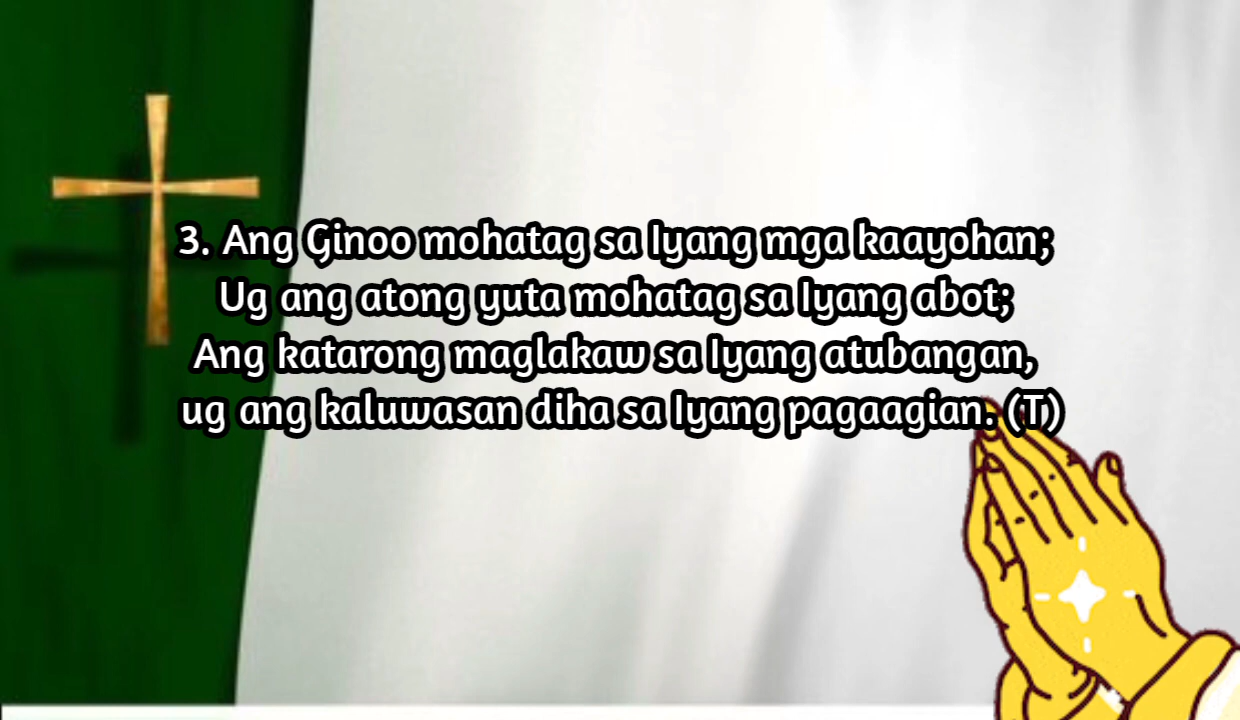 3. Ang Ginoo mohatag sa Iyang mga kaayohan;
Ug ang atong yuta mohatag sa Iyang abot;
Ang katarong maglakaw sa Iyang atubangan,
ug ang kaluwasan diha sa Iyang pagaagian. (T)